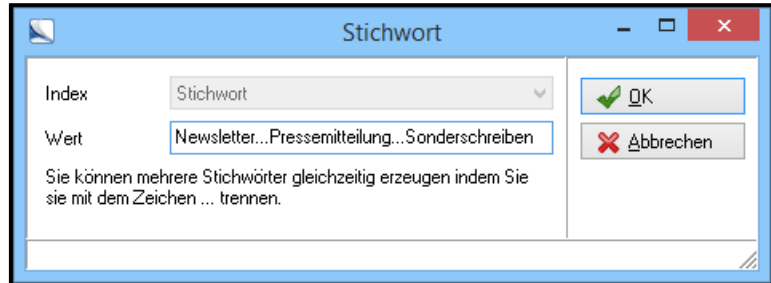 Stichwort
Index Stichwort
OK
Wert Newsletter...Pressemitteilung...Sonderschreiben
Abbrechen
Sie können mehrere Stichwörter gleichzeitig erzeugen indem Sie
sie mit dem Zeichen ... trennen.